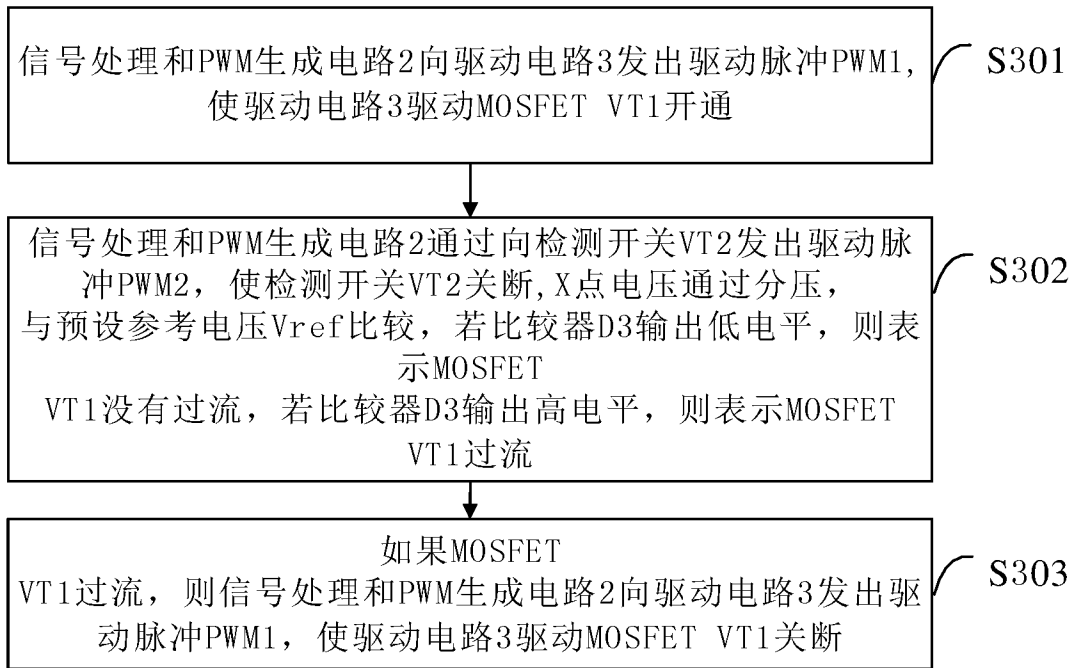 信号处理和PWM生成电路2向驱动电路3发出驱动脉冲PWM1,
使驱动电路3驱动MOSFET VT1开通
S301
信号处理和PWM生成电路2通过向检测开关VT2发出驱动脉
冲PWM2，使检测开关VT2关断,X点电压通过分压，
与预设参考电压Vref比较，若比较器D3输出低电平，则表
示MOSFET
VT1没有过流，若比较器D3输出高电平，则表示MOSFET
VT1过流
S302
如果MOSFET
VT1过流，则信号处理和PWM生成电路2向驱动电路3发出驱
动脉冲PWM1，使驱动电路3驱动MOSFET VT1关断
S303